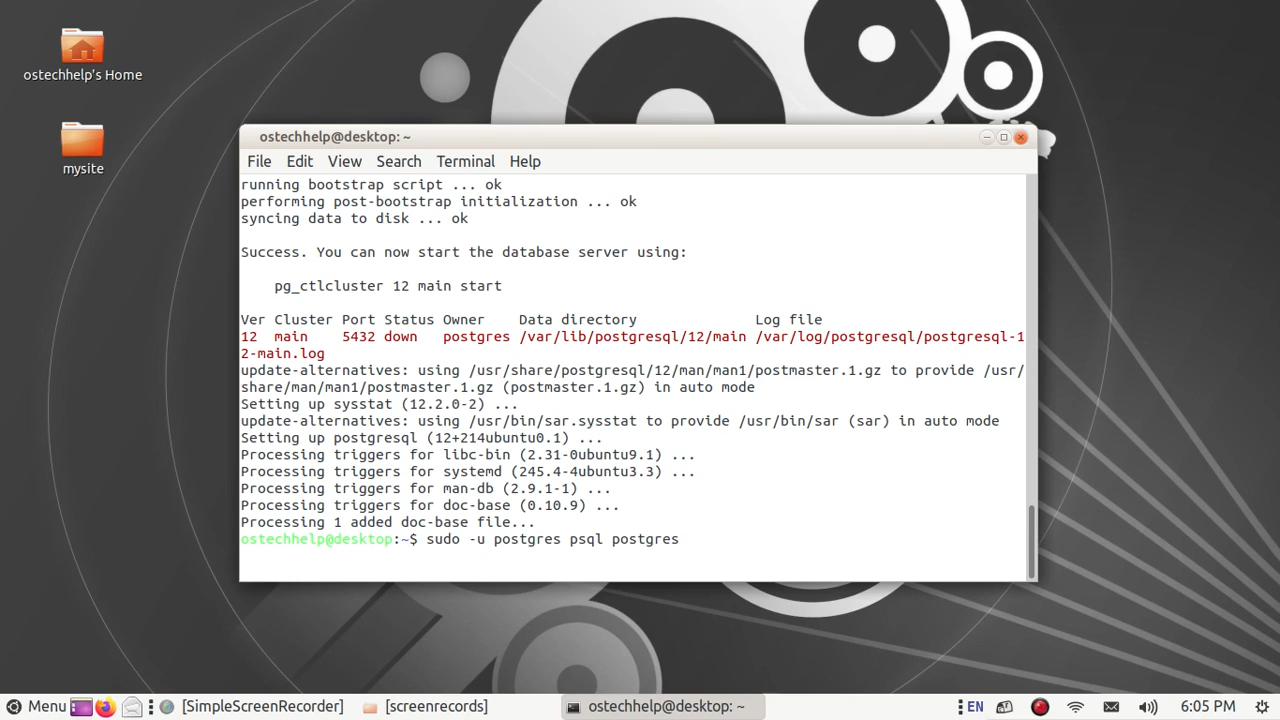 ostechhelp's Home
mysite
ostechhelp@desktop: ~
File Edit View Search Terminal Help
running bootstrap script ... ok
performing post-bootstrap initialization ... ok
syncing data to disk ... ok
Success. You can now start the database server using:
pg_ctlcluster 12 main start
Ver Cluster Port Status Owner    Data directory              Log file
12  main    5432 down   postgres /var/lib/postgresql/12/main /var/log/postgresql/postgresql-1
2-main.log
update-alternatives: using /usr/share/postgresql/12/man/man1/postmaster.1.gz to provide /usr/
share/man/man1/postmaster.1.gz (postmaster.1.gz) in auto mode
Setting up sysstat (12.2.0-2) ...
update-alternatives: using /usr/bin/sar.sysstat to provide /usr/bin/sar (sar) in auto mode
Setting up postgresql (12+214ubuntu0.1) ...
Processing triggers for libc-bin (2.31-0ubuntu9.1) ...
Processing triggers for systemd (245.4-4ubuntu3.3) ...
Processing triggers for man-db (2.9.1-1) ...
Processing triggers for doc-base (0.10.9) ...
Processing 1 added doc-base file...
ostechhelp@desktop:~$ sudo -u postgres psql postgres
Menu [SimpleScreenRecorder] [screenrecords] ostechhelp@desktop: ~ EN 6:05 PM